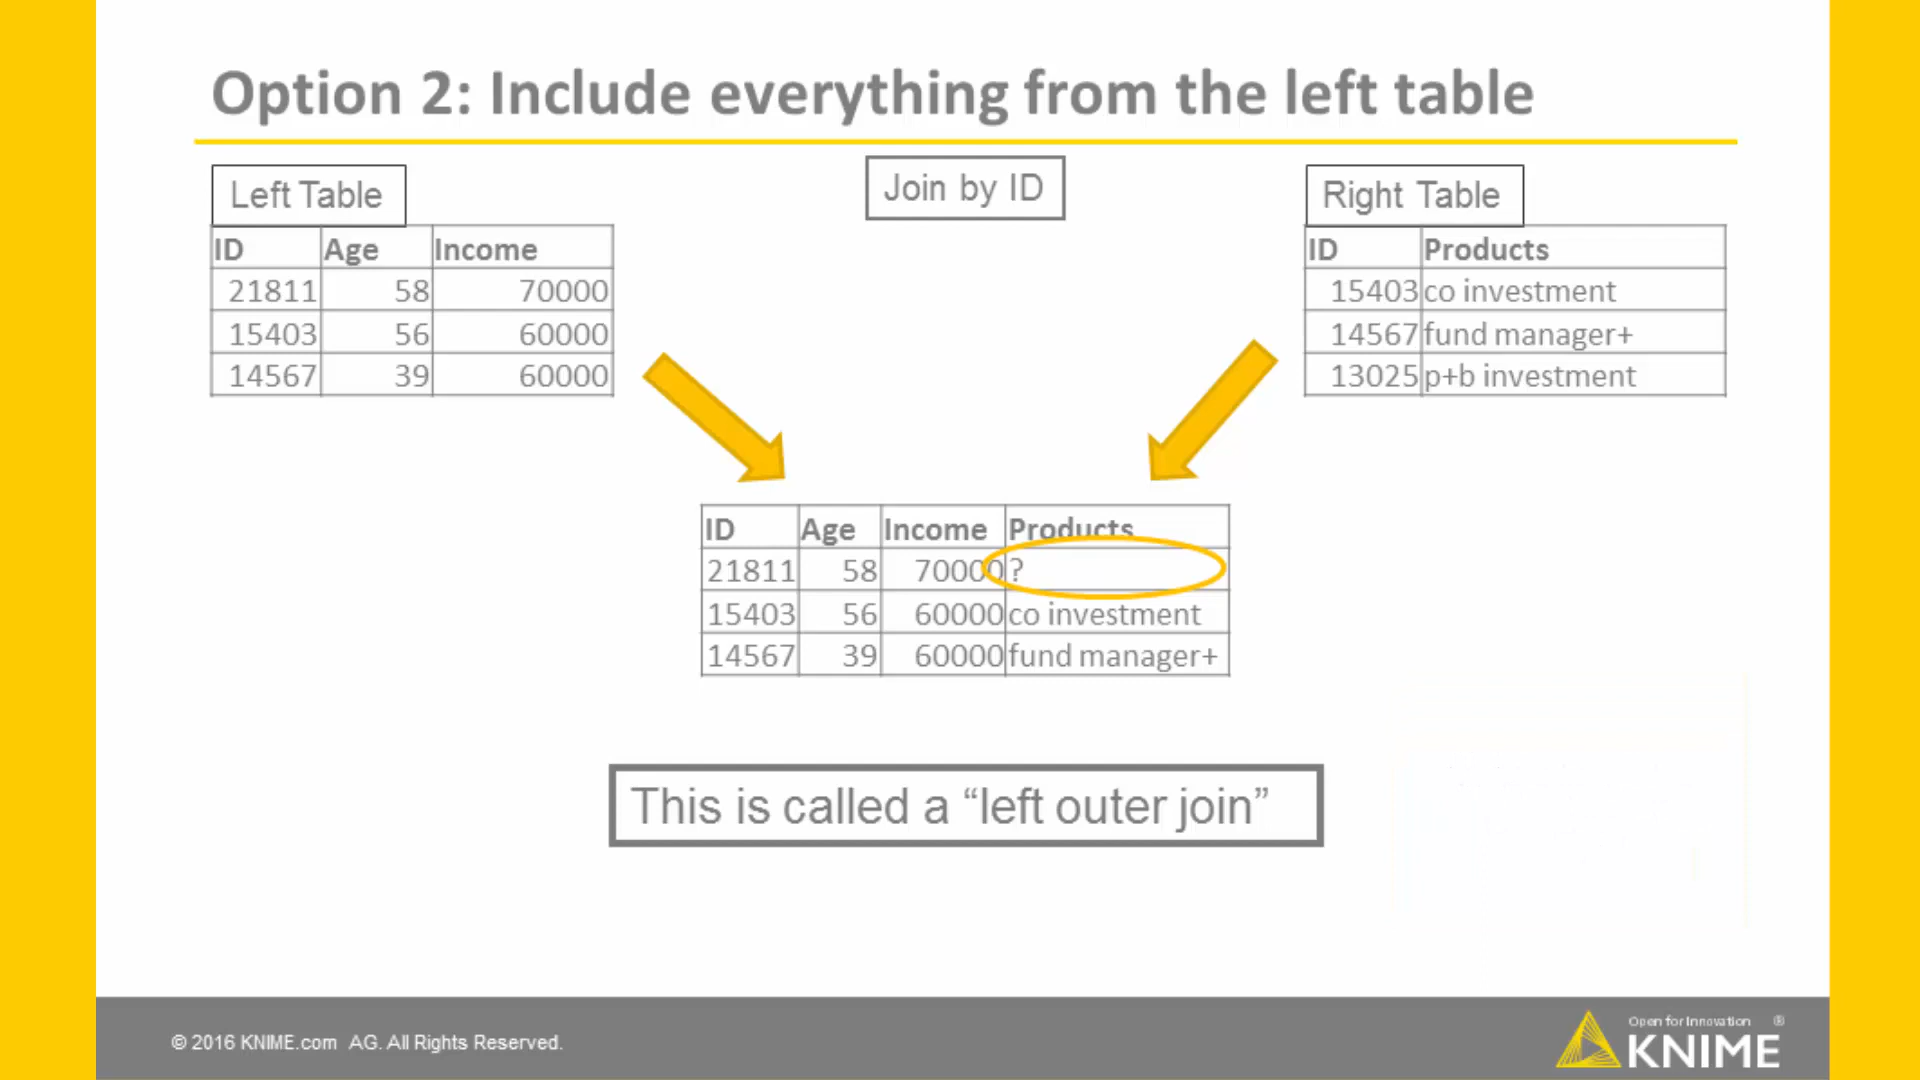 Option 2: Include everything from the left table
Left Table
Join by ID
Right Table
ID Age Income
21811 58 70000
15403 56 60000
14567 39 60000
ID Products
15403 co investment
14567 fund manager+
13025 p+b investment
ID Age Income Products
21811 58 70000 ?
15403 56 60000 co investment
14567 39 60000 fund manager+
This is called a “left outer join”
© 2016 KNIME.com AG. All Rights Reserved.
Open for Innovation ®
KNIME